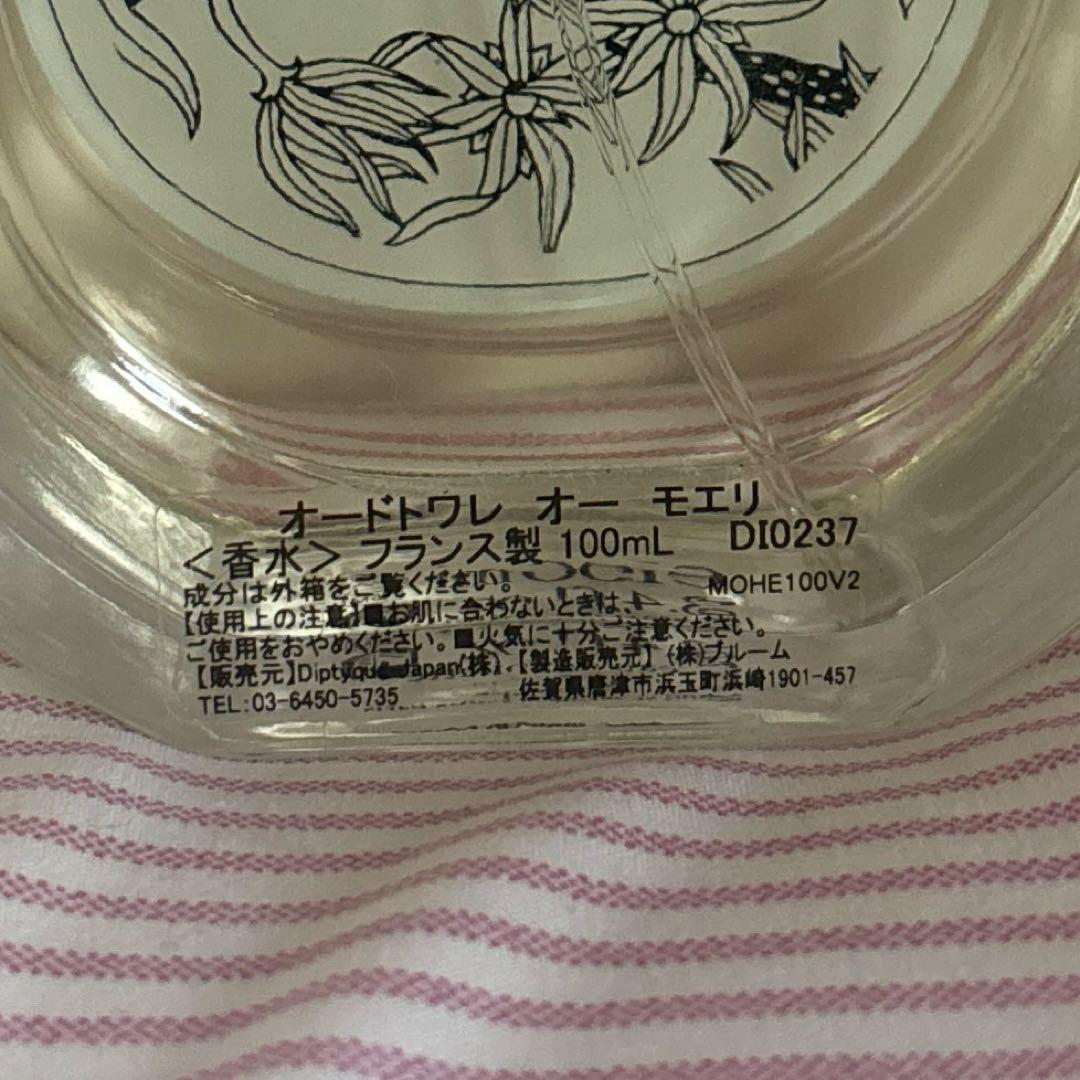 オードトワレ オー モエリ
<香水> フランス製 100mL DI0237
成分は外箱をご覧ください。 MOHE100V2
【使用上の注意】■お肌に合わないときは、
ご使用をおやめください。■火気に十分ご注意ください。
【販売元】Diptyque Japan(株)、【製造販売元】(株)ブルーム
TEL:03-6450-5735 佐賀県唐津市浜玉町浜崎1901-457